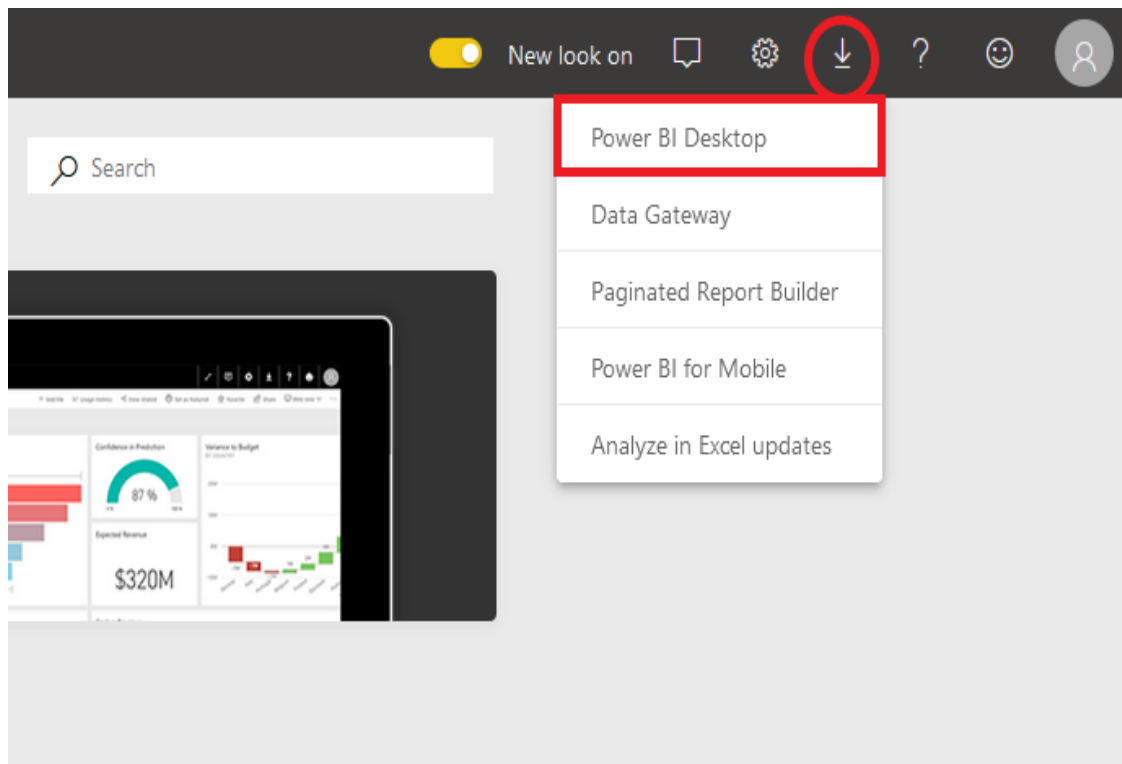 New look on
?
Power BI Desktop
Search
Data Gateway
Paginated Report Builder
Power BI for Mobile
Analyze in Excel updates
Confidence in Prediction
Variance to Budget
87 %
Expected Revenue
$320M